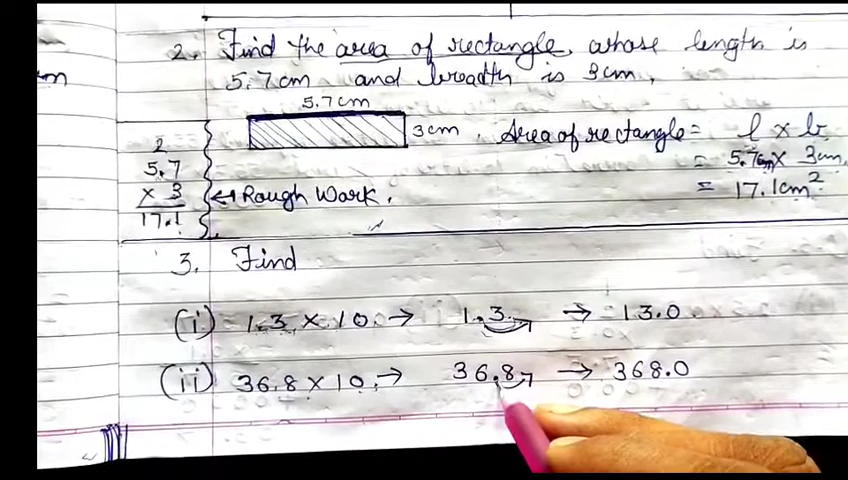 2. Find the area of rectangle, whose length is
5.7cm and breadth is 3cm.
5.7cm
3cm. Area of rectangle = l x b
= 5.7cm x 3cm
= 17.1cm²
2
5.7
x 3
17.1
← Rough Work.
3. Find
(i) 1.3 x 10 → 1.3 → 13.0
(ii) 36.8 x 10 → 36.8 → 368.0